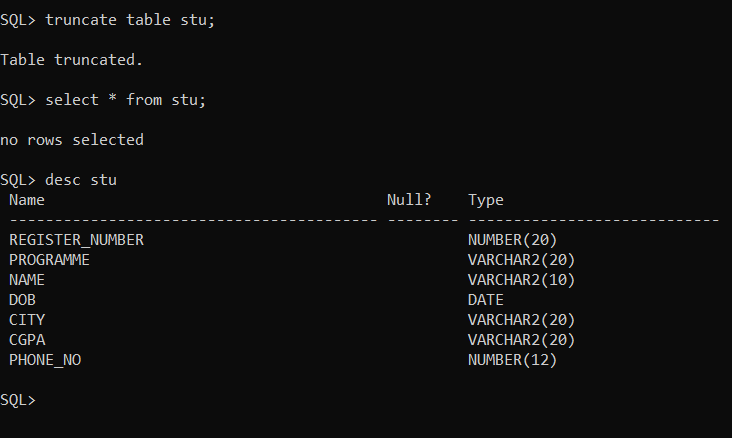 SQL> truncate table stu;
Table truncated.
SQL> select * from stu;
no rows selected
SQL> desc stu
Name                                      Null?    Type
----------------------------------------- -------- ----------------------------
REGISTER_NUMBER                                    NUMBER(20)
PROGRAMME                                          VARCHAR2(20)
NAME                                               VARCHAR2(10)
DOB                                                DATE
CITY                                               VARCHAR2(20)
CGPA                                               VARCHAR2(20)
PHONE_NO                                           NUMBER(12)
SQL>